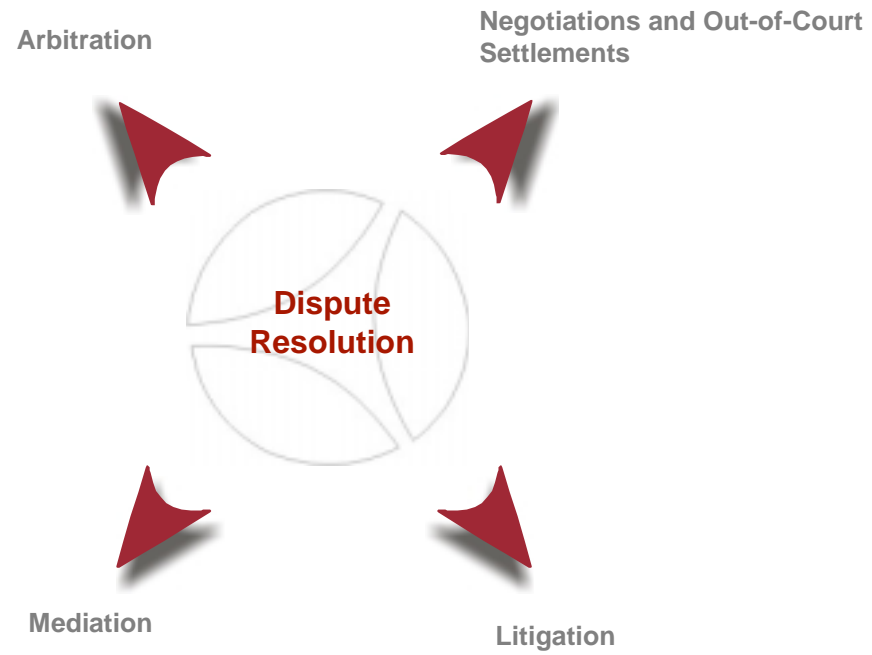 Arbitration
Negotiations and Out-of-Court
Settlements
Dispute
Resolution
Mediation
Litigation